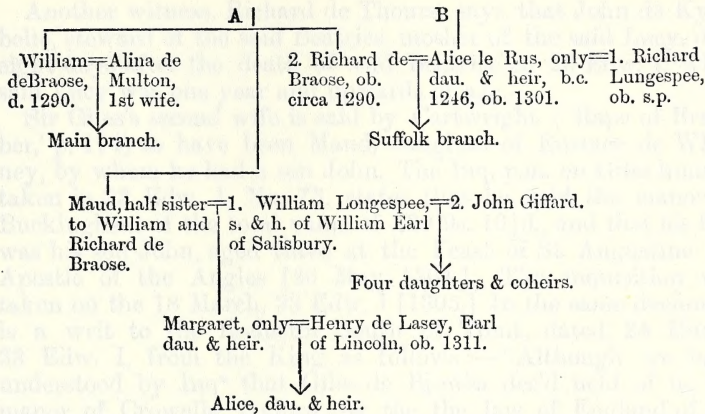 A B
William deBraose, d. 1290. = Alina de Multon 1st wife. 2. Richard de Braose, ob. circa 1290. = Alice le Rus, only dau. & heir, b.c. 1246, ob. 1301. = 1. Richard Lungespee, ob. s.p.
Main branch. Suffolk branch.
Maud, half sister to William and Richard de Braose. = 1. William Longespee, s. & h. of William Earl of Salisbury. = 2. John Giffard.
Four daughters & coheirs.
Margaret, only dau. & heir. = Henry de Lasey, Earl of Lincoln, ob. 1311.
Alice, dau. & heir.